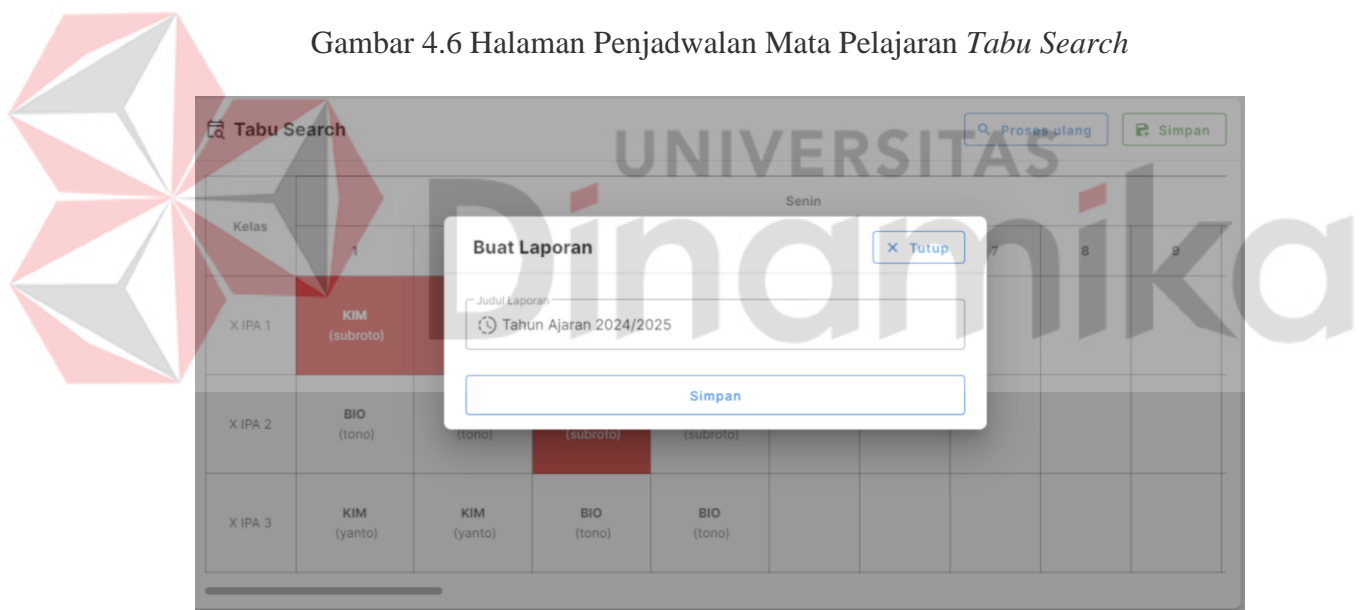 Gambar 4.6 Halaman Penjadwalan Mata Pelajaran Tabu Search
Tabu Search
Proses ulang
Simpan
UNIVERSITAS
Dinamika
Kelas
Senin
1
7
8
9
Buat Laporan
Tutup
Judul Laporan
Tahun Ajaran 2024/2025
Simpan
X IPA 1
KIM
(subroto)
X IPA 2
BIO
(tono)
(tono)
(subroto)
(subroto)
X IPA 3
KIM
(yanto)
KIM
(yanto)
BIO
(tono)
BIO
(tono)